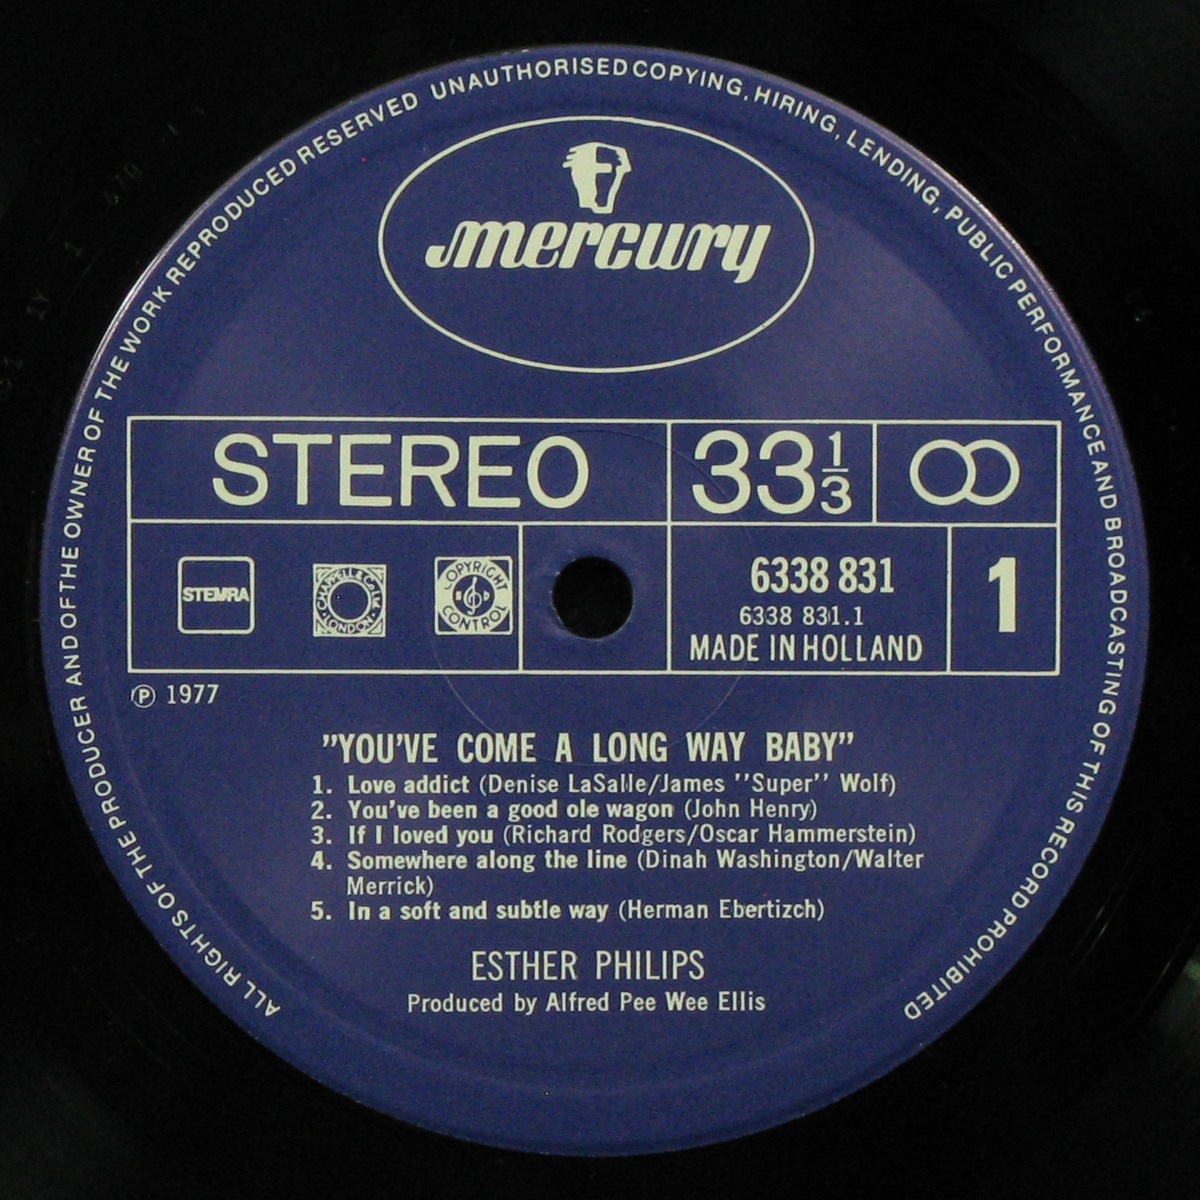 ALL RIGHTS OF THE PRODUCER AND OF THE OWNER OF THE WORK REPRODUCED RESERVED UNAUTHORISED COPYING, HIRING, LENDING, PUBLIC PERFORMANCE AND BROADCASTING OF THIS RECORD PROHIBITED
mercury
STEREO 33 1/3
STEMRA
CHAPPELL & Co Ltd. LONDON
COPYRIGHT CONTROL
6338 831
6338 831.1
MADE IN HOLLAND
1
℗ 1977
”YOU'VE COME A LONG WAY BABY”
1. Love addict (Denise LaSalle/James ’’Super’’ Wolf)
2. You've been a good ole wagon (John Henry)
3. If I loved you (Richard Rodgers/Oscar Hammerstein)
4. Somewhere along the line (Dinah Washington/Walter
Merrick)
5. In a soft and subtle way (Herman Ebertizch)
ESTHER PHILIPS
Produced by Alfred Pee Wee Ellis